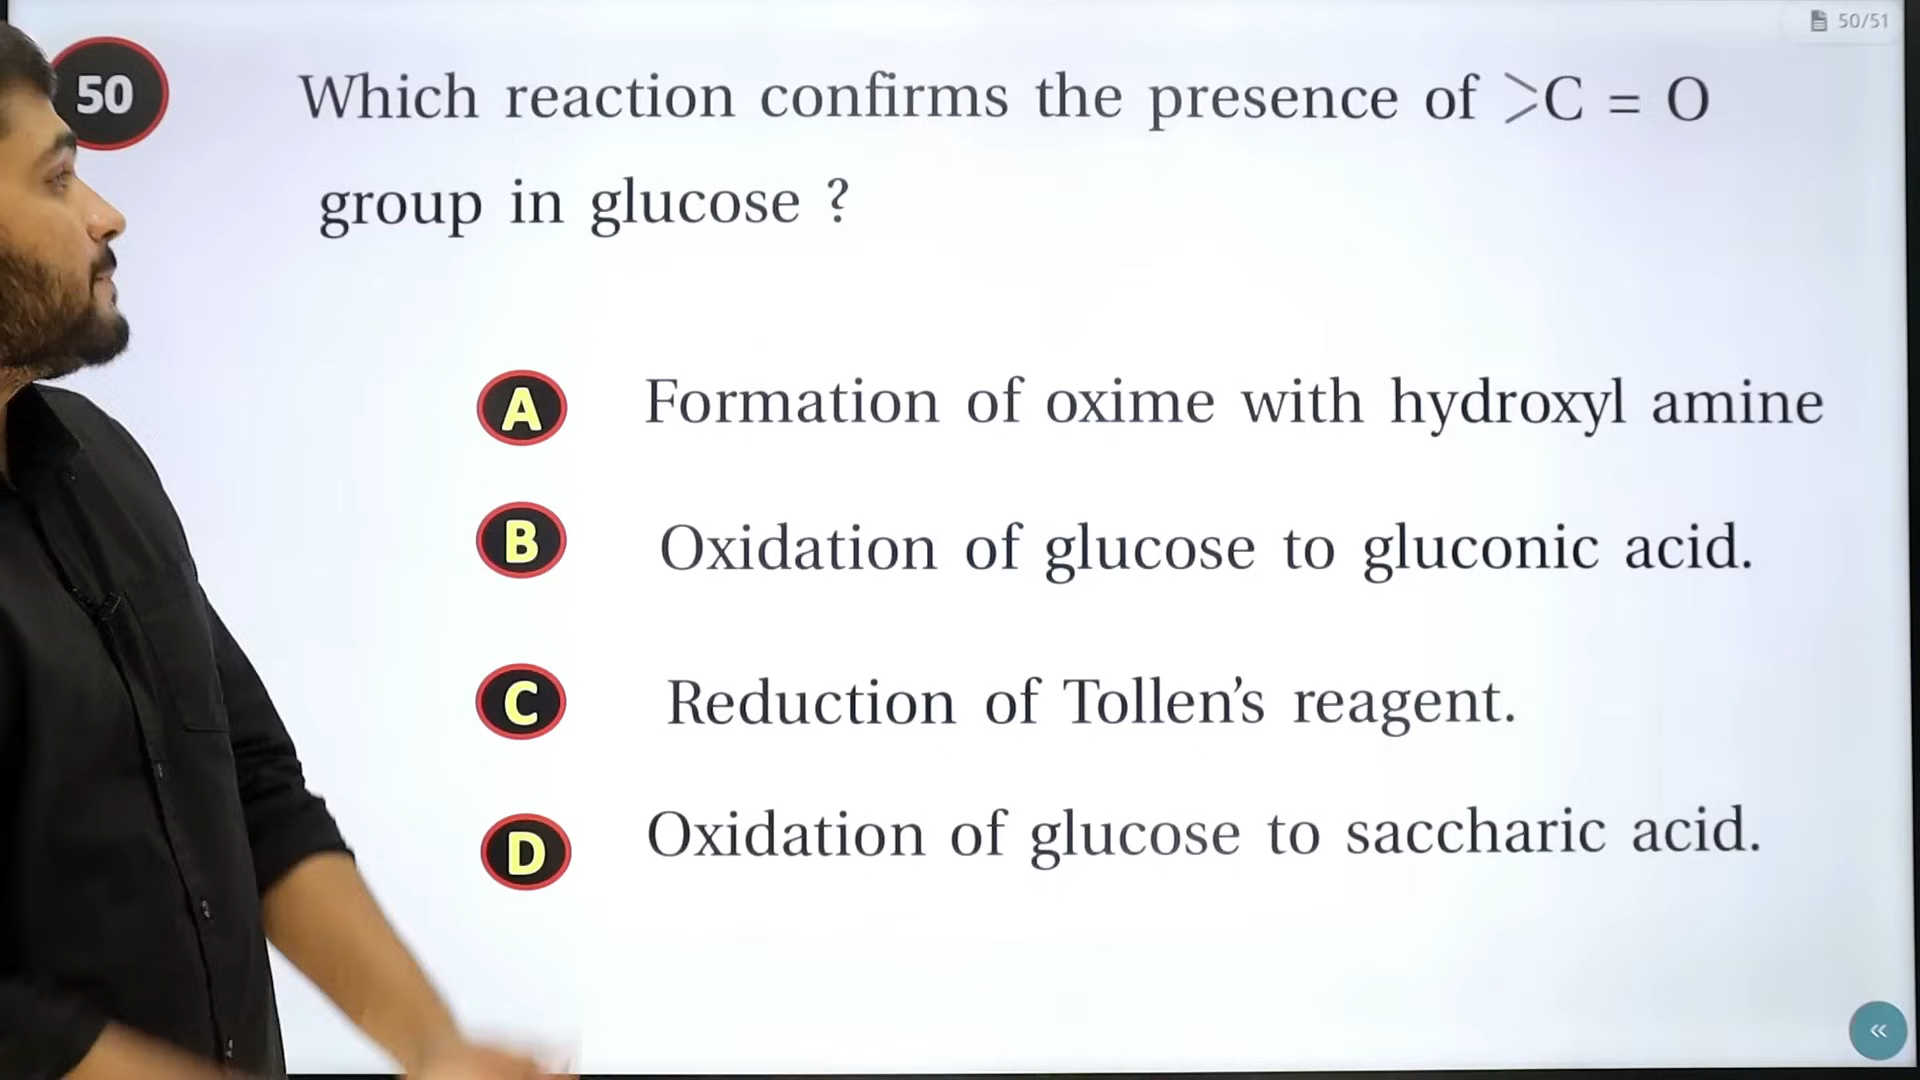 50/51
50
Which reaction confirms the presence of >C = O
group in glucose ?
A Formation of oxime with hydroxyl amine
B Oxidation of glucose to gluconic acid.
C Reduction of Tollen’s reagent.
D Oxidation of glucose to saccharic acid.
«